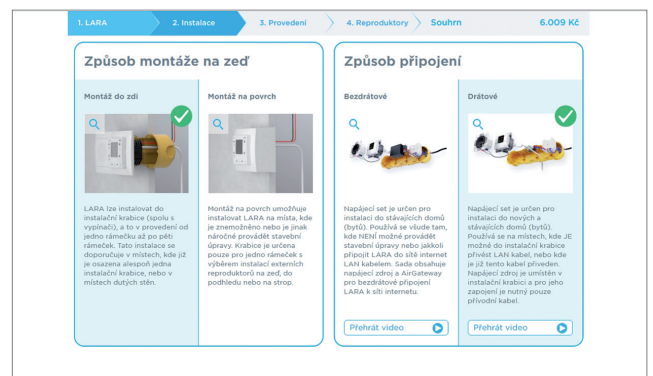 1. LARA
2. Instalace
3. Provedení
4. Reproduktory
Souhrn
6.009 Kč
Způsob montáže na zeď
Montáž do zdi
LARA lze instalovat do
instalační krabice (spolu s
vypínači), a to v provedení od
jedno rámečku až po pěti
rámeček. Tato instalace se
doporučuje v místech, kde již
je osazena alespoň jedna
instalační krabice, nebo v
místech dutých stěn.
Montáž na povrch
Montáž na povrch umožňuje
instalovat LARA na místa, kde
je znemožněno nebo je jinak
náročné provádět stavební
úpravy. Krabice je určena
pouze pro jedno rámeček s
výběrem instalací externích
reproduktorů na zeď, do
podhledu nebo na strop.
Způsob připojení
Bezdrátové
Napájecí set je určen pro
instalaci do stávajících domů
(bytů). Používá se všude tam,
kde NENÍ možné provádět
stavební úpravy nebo jakkoli
připojit LARA do sítě internet
LAN kabelem. Sada obsahuje
napájecí zdroj a AirGateway
pro bezdrátové připojení
LARA k síti internetu.
Přehrát video
Drátové
Napájecí set je určen pro
instalaci do nových a
stávajících domů (bytů).
Používá se na místech, kde JE
možné do instalační krabice
přivést LAN kabel, nebo kde
je již tento kabel přiveden.
Napájecí zdroj je umístěn v
instalační krabici a pro jeho
zapojení je nutný pouze
přívodní kabel.
Přehrát video